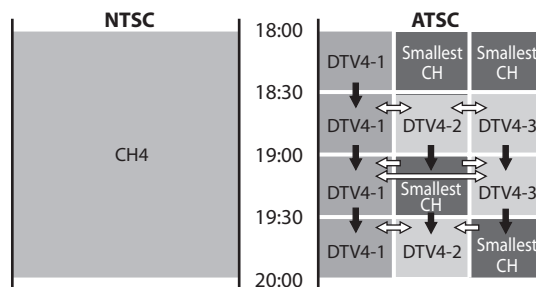 NTSC
ATSC
18:00
DTV4-1
Smallest
CH
Smallest
CH
18:30
DTV4-1
DTV4-2
DTV4-3
CH4
19:00
DTV4-1
Smallest
CH
DTV4-3
19:30
DTV4-1
DTV4-2
Smallest
CH
20:00